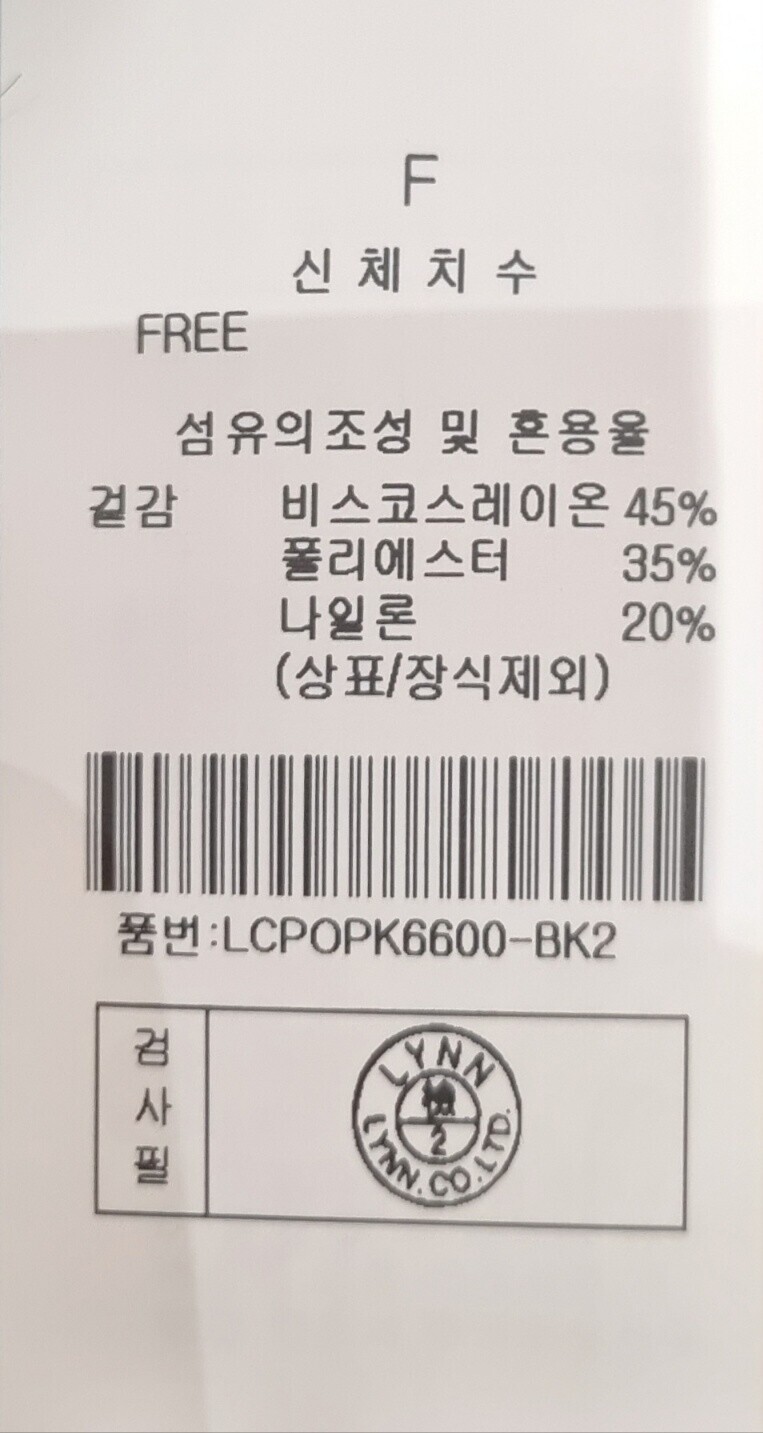 F
신체치수
FREE
섬유의조성 및 혼용율
겉감 비스코스레이온 45%
폴리에스터 35%
나일론 20%
(상표/장식제외)
품번:LCPOPK6600-BK2
검사필
LYNN
2
LYNN.CO.LTD.